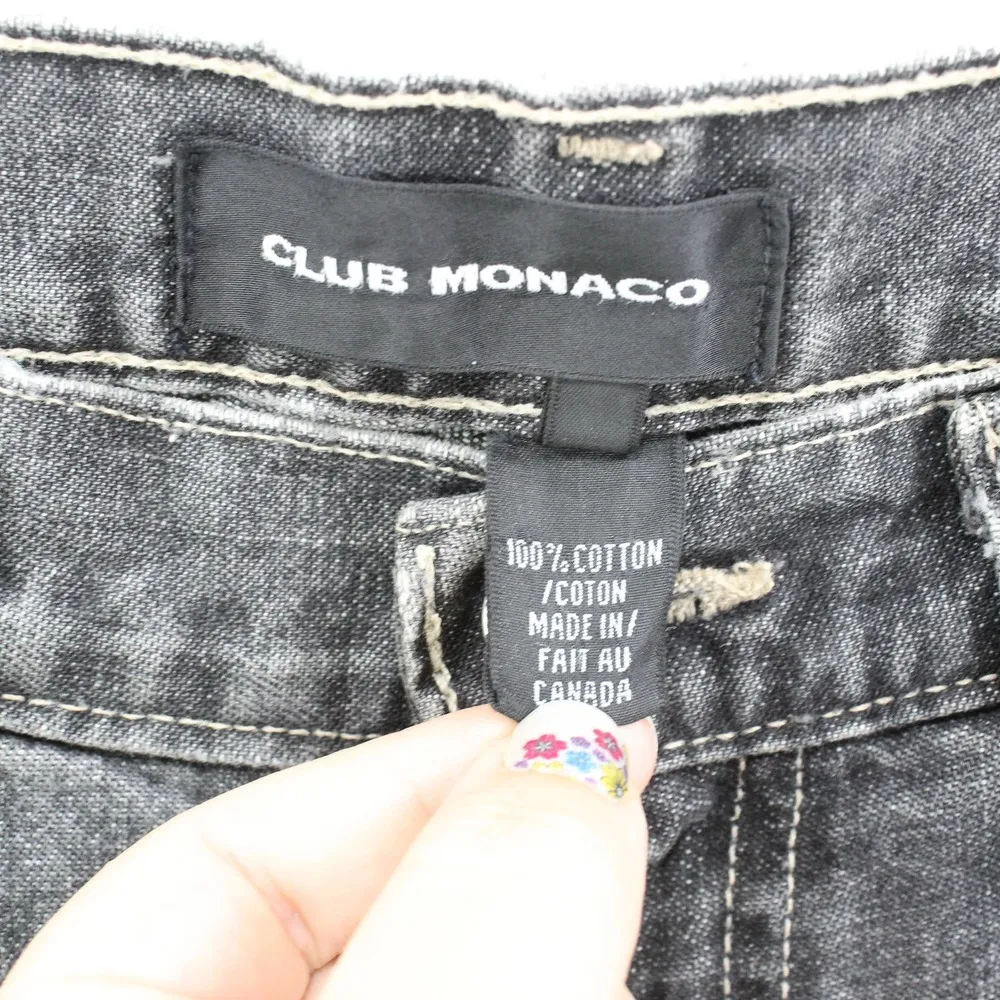 CLUB MONACO
100% COTTON
/COTON
MADE IN/
FAIT AU
CANADA